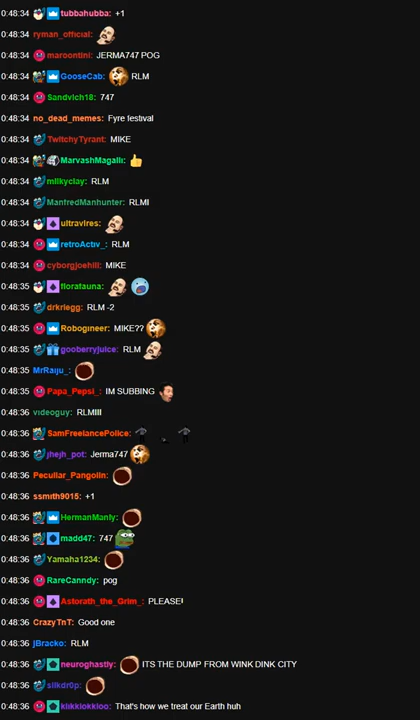 0:48:34 tubbahubba: +1
0:48:34 ryman_official:
0:48:34 maroontini: JERMA747 POG
0:48:34 GooseCab: RLM
0:48:34 Sandvich18: 747
0:48:34 no_dead_memes: Fyre festival
0:48:34 TwitchyTyrant: MIKE
0:48:34 MarvashMagalli:
0:48:34 milkyclay: RLM
0:48:34 ManfredManhunter: RLM!
0:48:34 ultravires:
0:48:34 retroActiv_: RLM
0:48:34 cyborgjoehill: MIKE
0:48:34 florafauna:
0:48:35 drkriegg: RLM -2
0:48:35 Robogineer: MIKE??
0:48:35 gooberryjuice: RLM
0:48:35 MrRaiju_:
0:48:35 Papa_Pepsi_: IM SUBBING
0:48:36 videoguy: RLM!!!
0:48:36 SamFreelancePolice:
0:48:36 jhejh_pot: Jerma747
0:48:36 Peculiar_Pangolin:
0:48:36 ssmith9015: +1
0:48:36 HermanManly:
0:48:36 madd47: 747
0:48:36 Yamaha1234:
0:48:36 RareCanndy: pog
0:48:36 Astorath_the_Grim_: PLEASE!
0:48:36 CrazyTnT: Good one
0:48:36 jBracko: RLM
0:48:36 neuroghastly: ITS THE DUMP FROM WINK DINK CITY
0:48:36 silkdr0p:
0:48:36 klikkiokkloo: That's how we treat our Earth huh